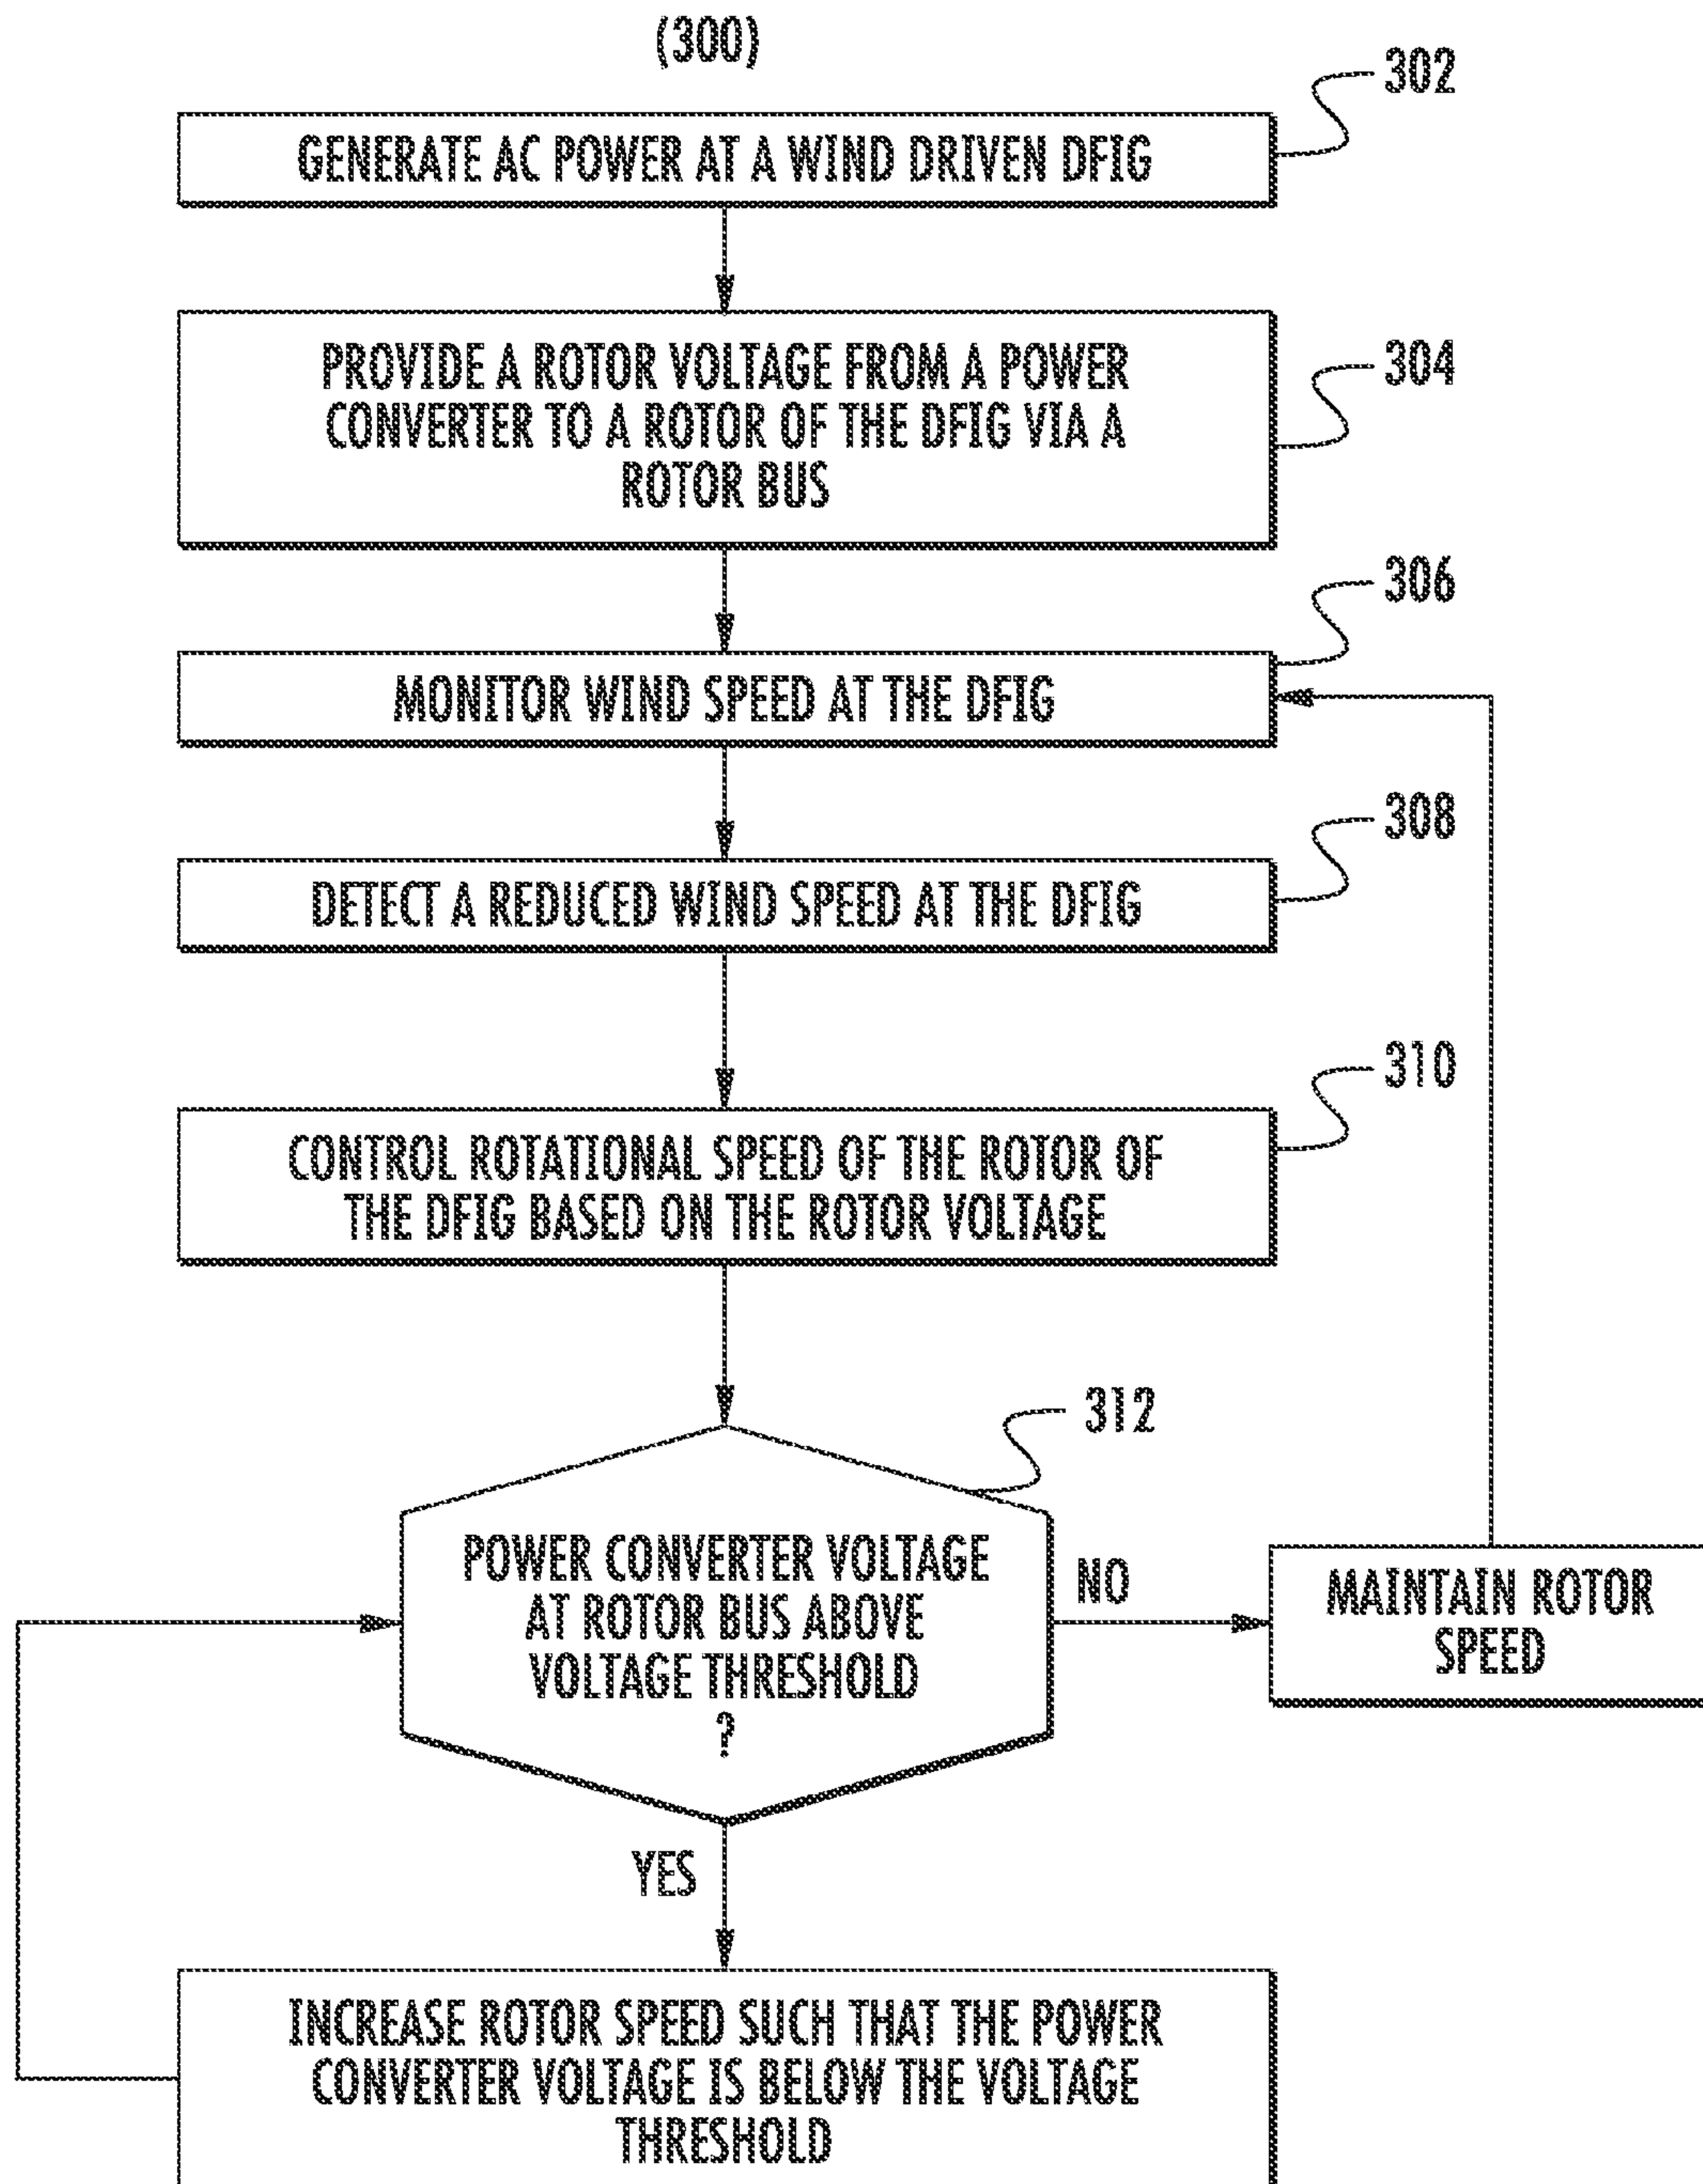 (300)
302
GENERATE AC POWER AT A WIND DRIVEN DFIG
304
PROVIDE A ROTOR VOLTAGE FROM A POWER
CONVERTER TO A ROTOR OF THE DFIG VIA A
ROTOR BUS
306
MONITOR WIND SPEED AT THE DFIG
308
DETECT A REDUCED WIND SPEED AT THE DFIG
310
CONTROL ROTATIONAL SPEED OF THE ROTOR OF
THE DFIG BASED ON THE ROTOR VOLTAGE
312
POWER CONVERTER VOLTAGE
AT ROTOR BUS ABOVE
VOLTAGE THRESHOLD
?
NO
MAINTAIN ROTOR
SPEED
YES
INCREASE ROTOR SPEED SUCH THAT THE POWER
CONVERTER VOLTAGE IS BELOW THE VOLTAGE
THRESHOLD